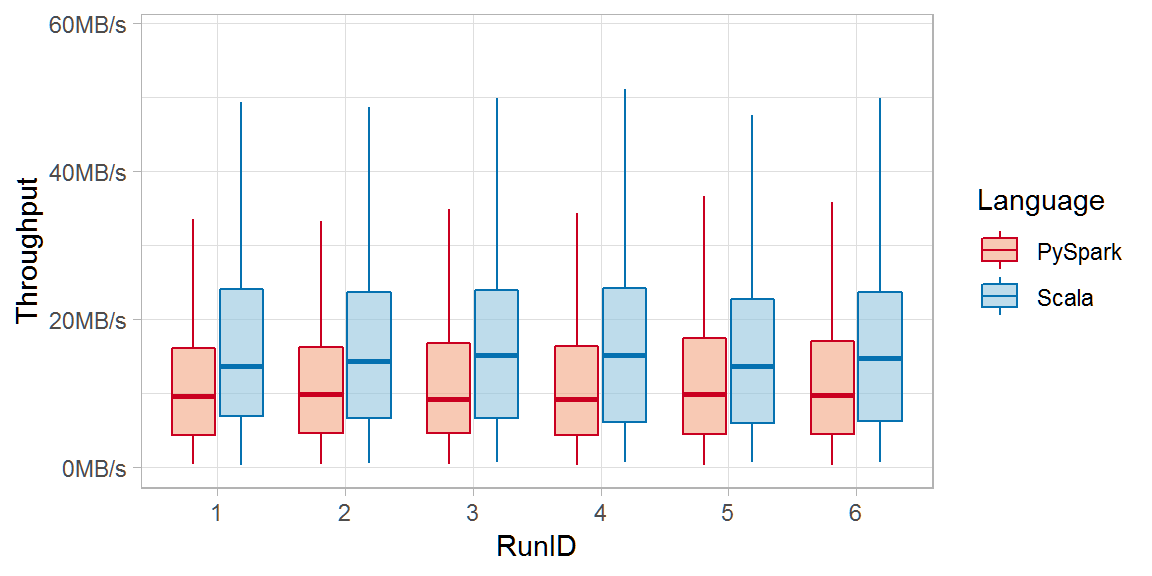 60MB/s
40MB/s
20MB/s
0MB/s
Throughput
1 2 3 4 5 6
RunID
Language
PySpark
Scala